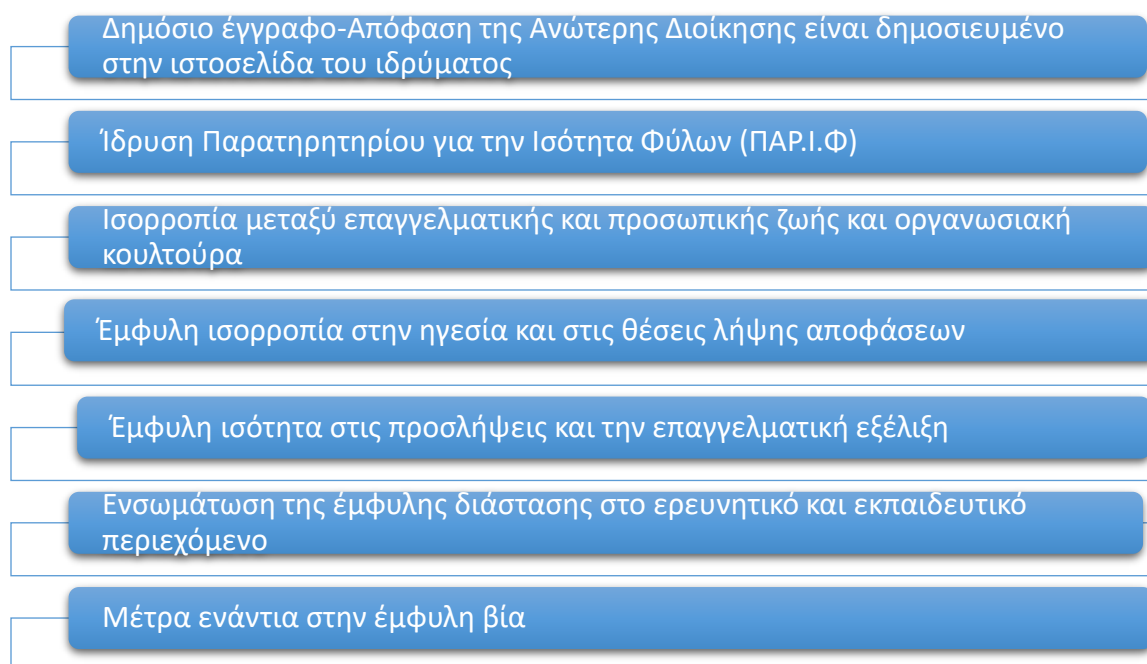 Δημόσιο έγγραφο-Απόφαση της Ανώτερης Διοίκησης είναι δημοσιευμένο
στην ιστοσελίδα του ιδρύματος
Ίδρυση Παρατηρητηρίου για την Ισότητα Φύλων (ΠΑΡ.Ι.Φ)
Ισορροπία μεταξύ επαγγελματικής και προσωπικής ζωής και οργανωσιακή
κουλτούρα
Έμφυλη ισορροπία στην ηγεσία και στις θέσεις λήψης αποφάσεων
Έμφυλη ισότητα στις προσλήψεις και την επαγγελματική εξέλιξη
Ενσωμάτωση της έμφυλης διάστασης στο ερευνητικό και εκπαιδευτικό
περιεχόμενο
Μέτρα ενάντια στην έμφυλη βία